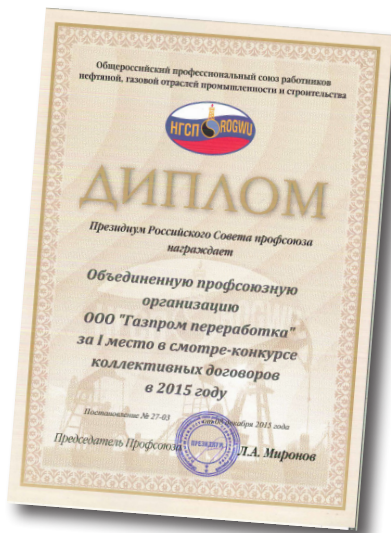 Общероссийский профессиональный союз работников
нефтяной, газовой отраслей промышленности и строительства
НГСП ROGWU
ДИПЛОМ
Президиум Российского Совета профсоюза
награждает
Объединенную профсоюзную
организацию
ООО "Газпром переработка"
за I место в смотре-конкурсе
коллективных договоров
в 2015 году
Постановление № 27-03
декабря 2015 года
Председатель Профсоюза
ПРЕЗИДИУМ
Л.А. Миронов